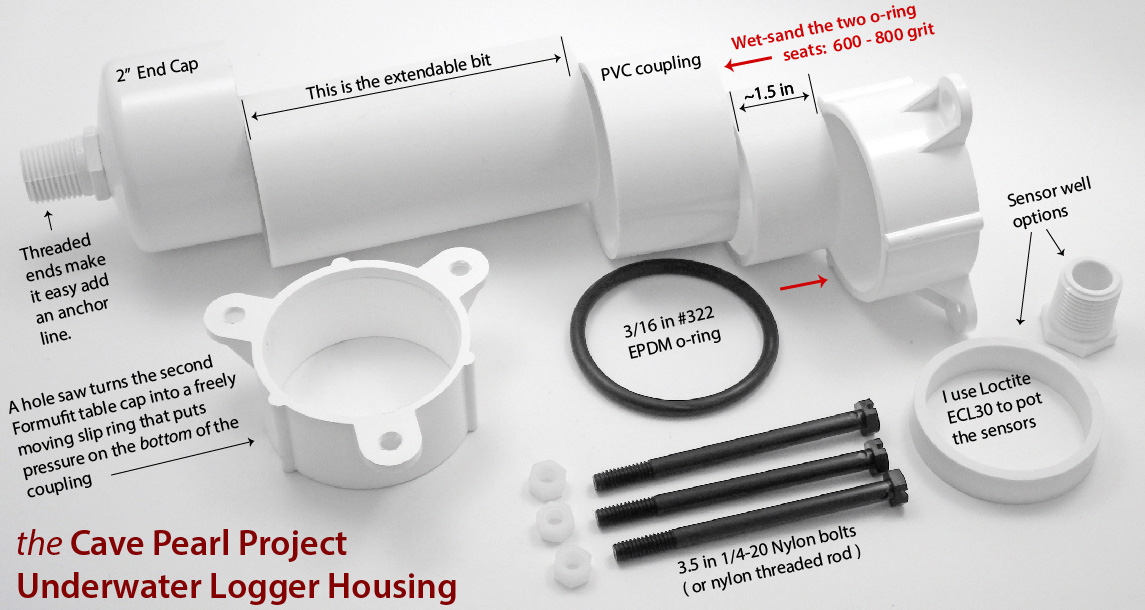 2” End Cap
This is the extendable bit
PVC coupling
Wet-sand the two o-ring
seats: 600 - 800 grit
~1.5 in
Threaded
ends make
it easy add
an anchor
line.
Sensor well
options
3/16 in #322
EPDM o-ring
A hole saw turns the second
Formufit table cap into a freely
moving slip ring that puts
pressure on the bottom of the
coupling
I use Loctite
ECL30 to pot
the sensors
3.5 in 1/4-20 Nylon bolts
( or nylon threaded rod )
the Cave Pearl Project
Underwater Logger Housing